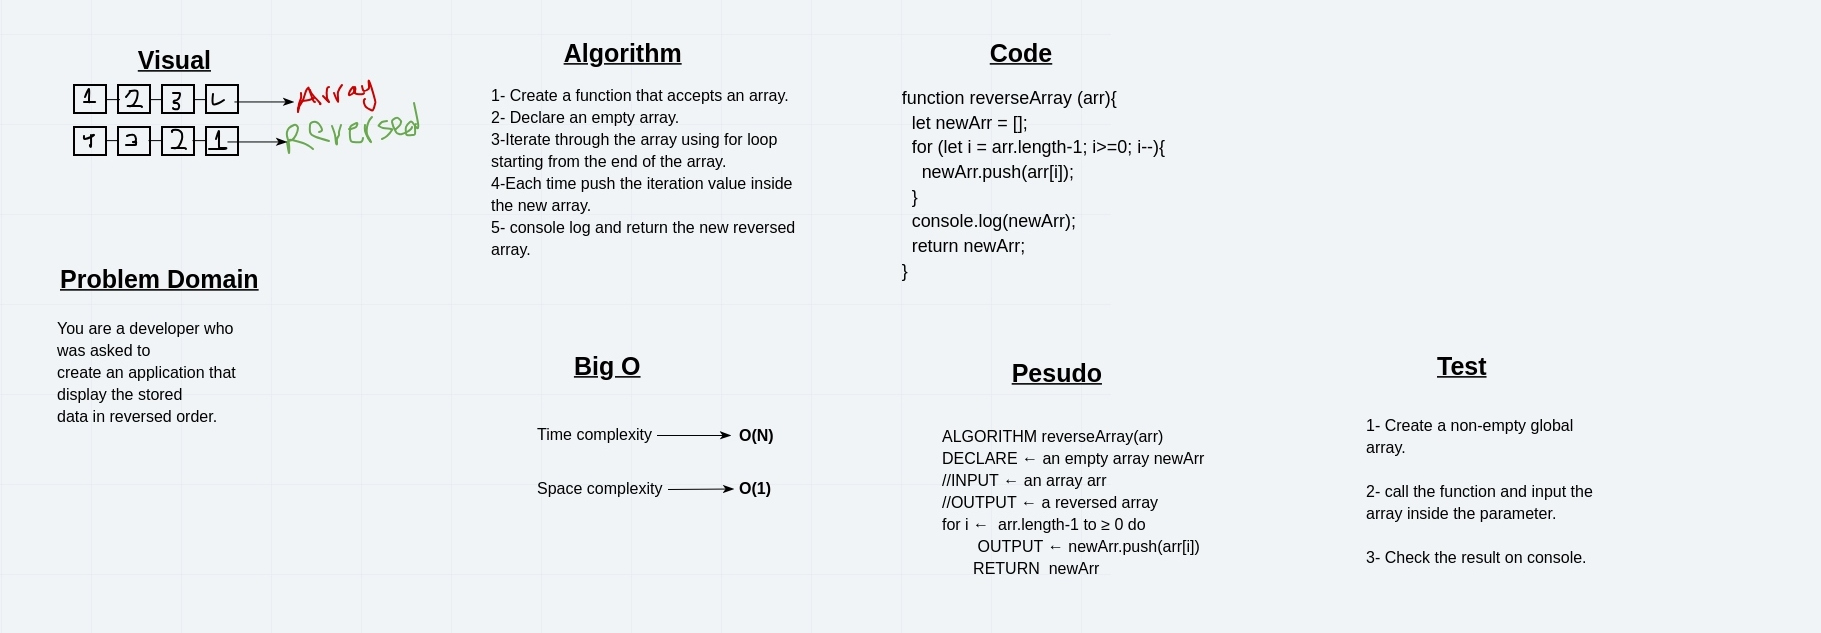 Visual
1 2 3
Array
4 3 2 1
Reversed
Problem Domain
You are a developer who
was asked to
create an application that
display the stored
data in reversed order.
Algorithm
1- Create a function that accepts an array.
2- Declare an empty array.
3-Iterate through the array using for loop
starting from the end of the array.
4-Each time push the iteration value inside
the new array.
5- console log and return the new reversed
array.
Big O
Time complexity O(N)
Space complexity O(1)
Code
function reverseArray (arr){
let newArr = [];
for (let i = arr.length-1; i>=0; i--){
newArr.push(arr[i]);
}
console.log(newArr);
return newArr;
}
Pesudo
ALGORITHM reverseArray(arr)
DECLARE ← an empty array newArr
//INPUT ← an array arr
//OUTPUT ← a reversed array
for i ← arr.length-1 to ≥ 0 do
OUTPUT ← newArr.push(arr[i])
RETURN newArr
Test
1- Create a non-empty global
array.
2- call the function and input the
array inside the parameter.
3- Check the result on console.